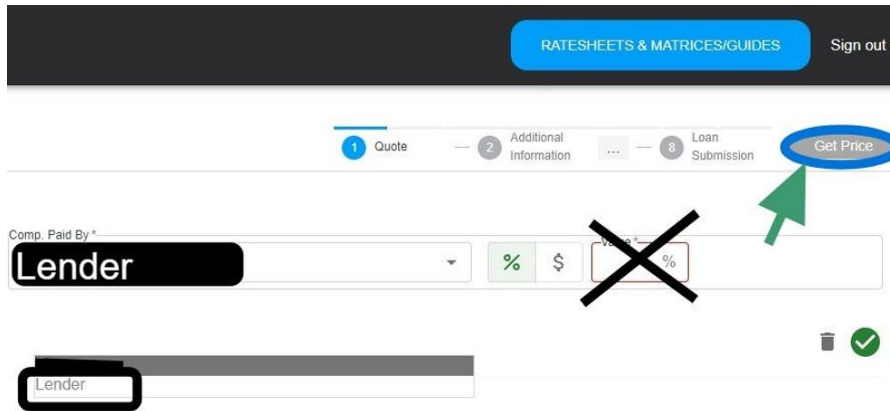 RATESHEETS & MATRICES/GUIDES Sign out
1 Quote 2 Additional Information ... 8 Loan Submission Get Price
Comp. Paid By *
Lender % $ Value * %
Lender